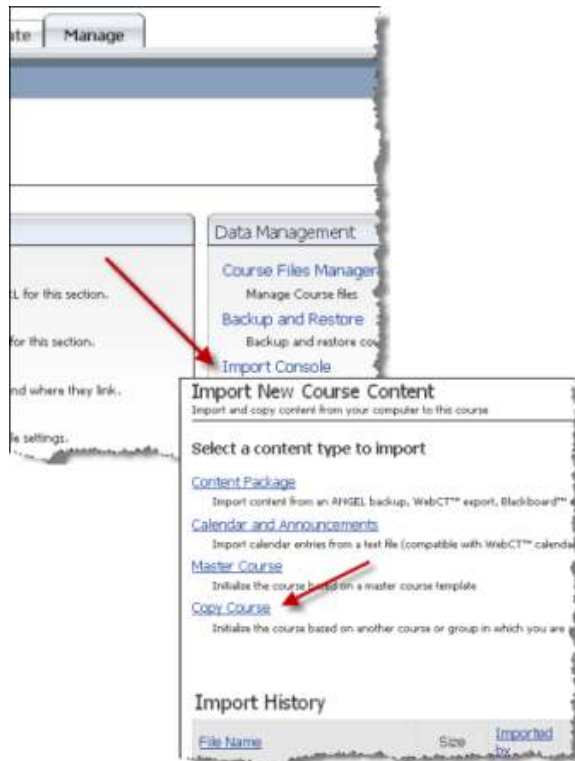 Manage
Data Management
Course Files Manager
L for this section.
Manage Course files
Backup and Restore
for this section.
Backup and restore
Import Console
nd where they link.
settings.
Import New Course Content
Import and copy content from your computer to this course
Select a content type to import
Content Package
Import content from an ANGEL backup, WebCT™ export, Blackboard™
Calendar and Announcements
Import calendar entries from a text file (compatible with WebCT™
Master Course
Initialize the course based on a master course template
Copy Course
Initialize the course based on another course or group in which you are
Import History
File Name Size Imported
by